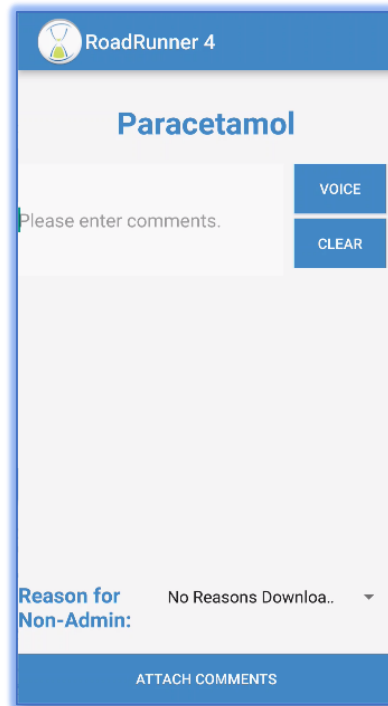 RoadRunner 4
Paracetamol
VOICE
Please enter comments.
CLEAR
Reason for
Non-Admin:
No Reasons Downloa..
ATTACH COMMENTS